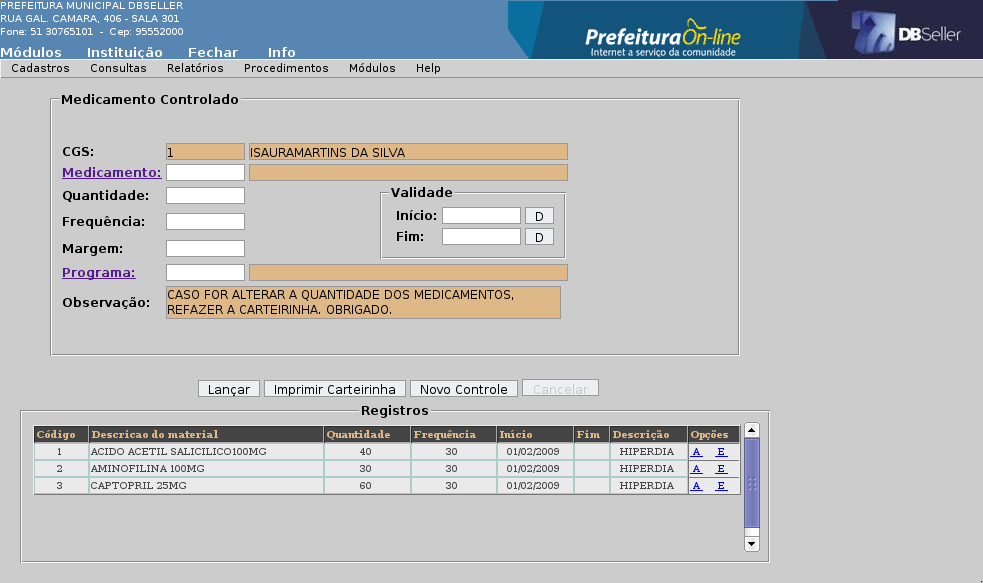 PREFEITURA MUNICIPAL DBSELLER
RUA GAL. CAMARA, 406 - SALA 301
Fone: 51 30765101 - Cep: 95552000
PrefeituraOn-line
Internet a serviço da comunidade
DBSeller
Módulos Instituição Fechar Info
Cadastros Consultas Relatórios Procedimentos Módulos Help
Medicamento Controlado
CGS: 1 ISAURAMARTINS DA SILVA
Medicamento:
Quantidade:
Validade
Início: D
Frequência:
Fim: D
Margem:
Programa:
Observação: CASO FOR ALTERAR A QUANTIDADE DOS MEDICAMENTOS,
REFAZER A CARTEIRINHA. OBRIGADO.
Lançar Imprimir Carteirinha Novo Controle Cancelar
Registros
Código Descricao do material Quantidade Frequência Início Fim Descrição Opções
1 ACIDO ACETIL SALICILICO100MG 40 30 01/02/2009 HIPERDIA A E
2 AMINOFILINA 100MG 30 30 01/02/2009 HIPERDIA A E
3 CAPTOPRIL 25MG 60 30 01/02/2009 HIPERDIA A E